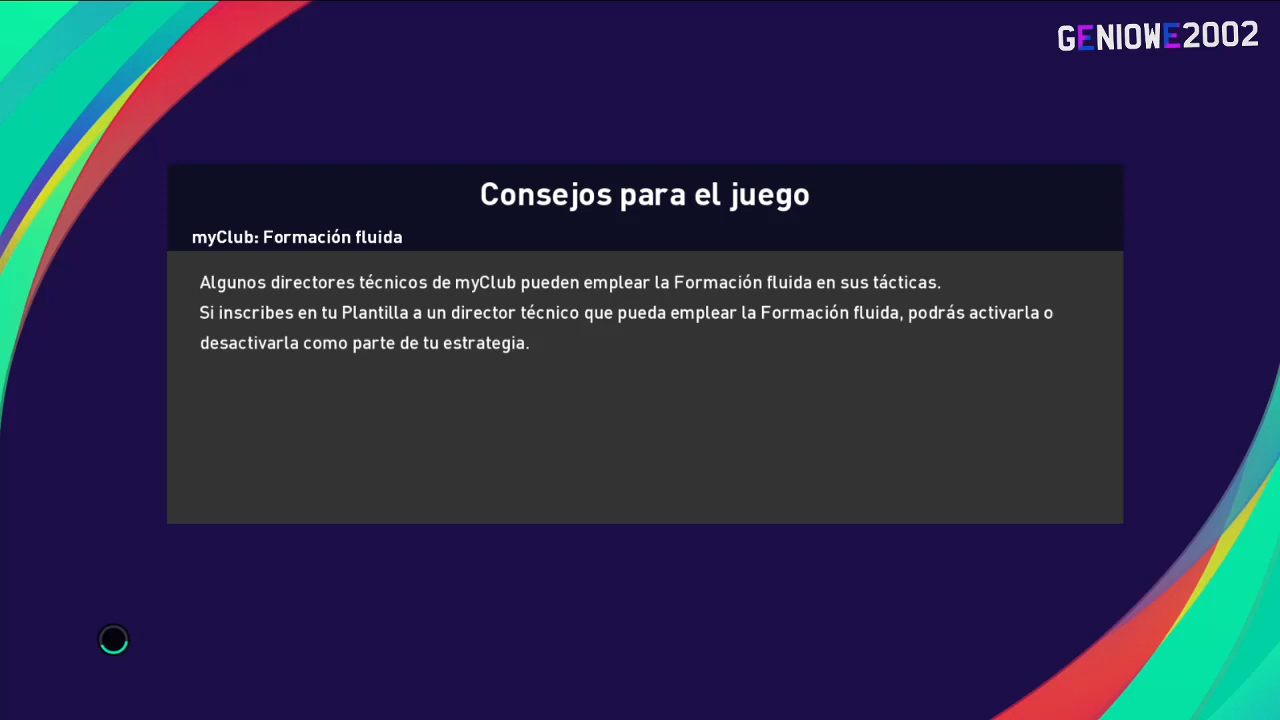 GENIOWE2002
Consejos para el juego
myClub: Formación fluida
Algunos directores técnicos de myClub pueden emplear la Formación fluida en sus tácticas.
Si inscribes en tu Plantilla a un director técnico que pueda emplear la Formación fluida, podrás activarla o
desactivarla como parte de tu estrategia.